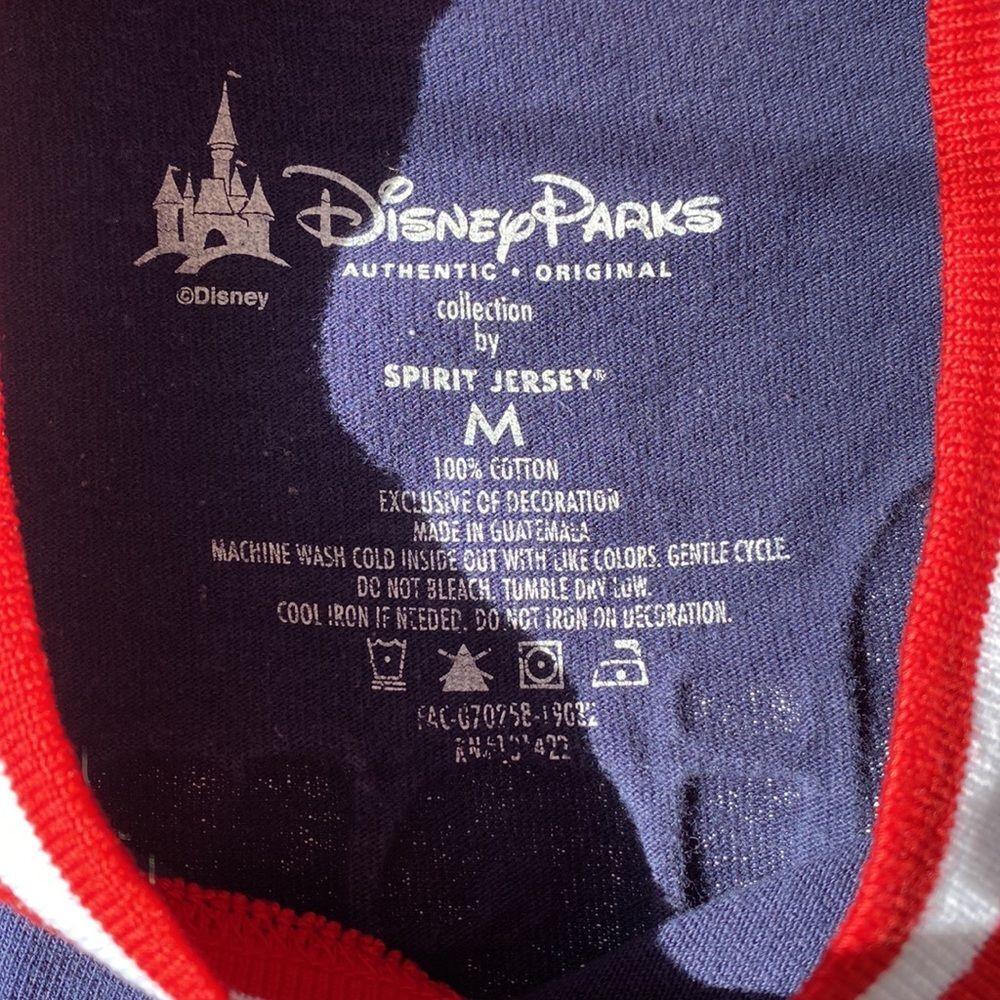 DISNEY PARKS
AUTHENTIC • ORIGINAL
©Disney
collection
by
SPIRIT JERSEY®
M
100% COTTON
EXCLUSIVE OF DECORATION
MADE IN GUATEMALA
MACHINE WASH COLD INSIDE OUT WITH LIKE COLORS. GENTLE CYCLE.
DO NOT BLEACH. TUMBLE DRY LOW.
COOL IRON IF NEEDED. DO NOT IRON ON DECORATION.